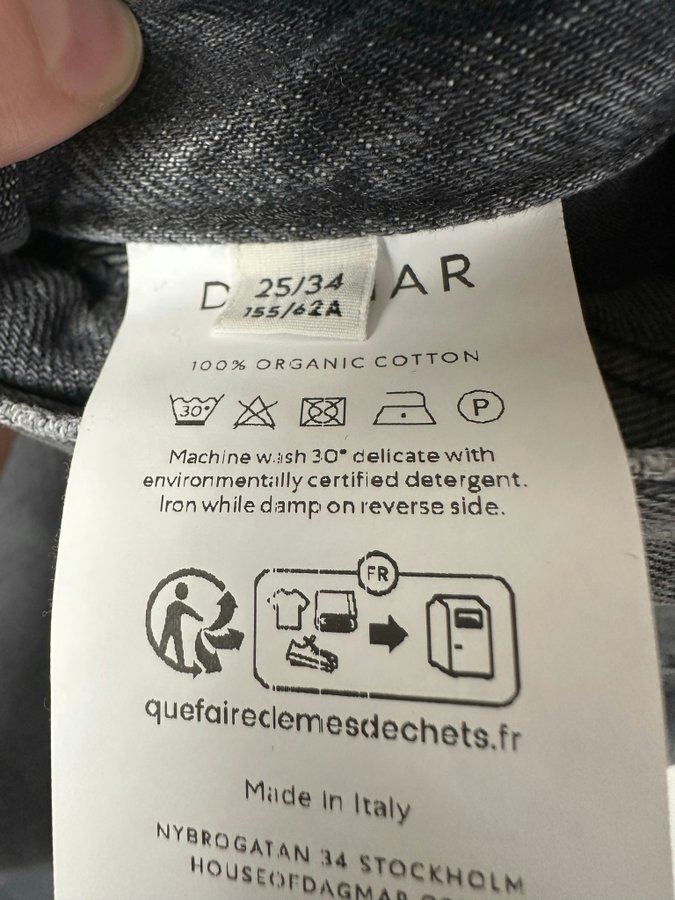 25/34
155/62A
100% ORGANIC COTTON
30°
P
Machine wash 30° delicate with
environmentally certified detergent.
Iron while damp on reverse side.
FR
quefairedemesdechets.fr
Made in Italy
NYBROGATAN 34 STOCKHOLM